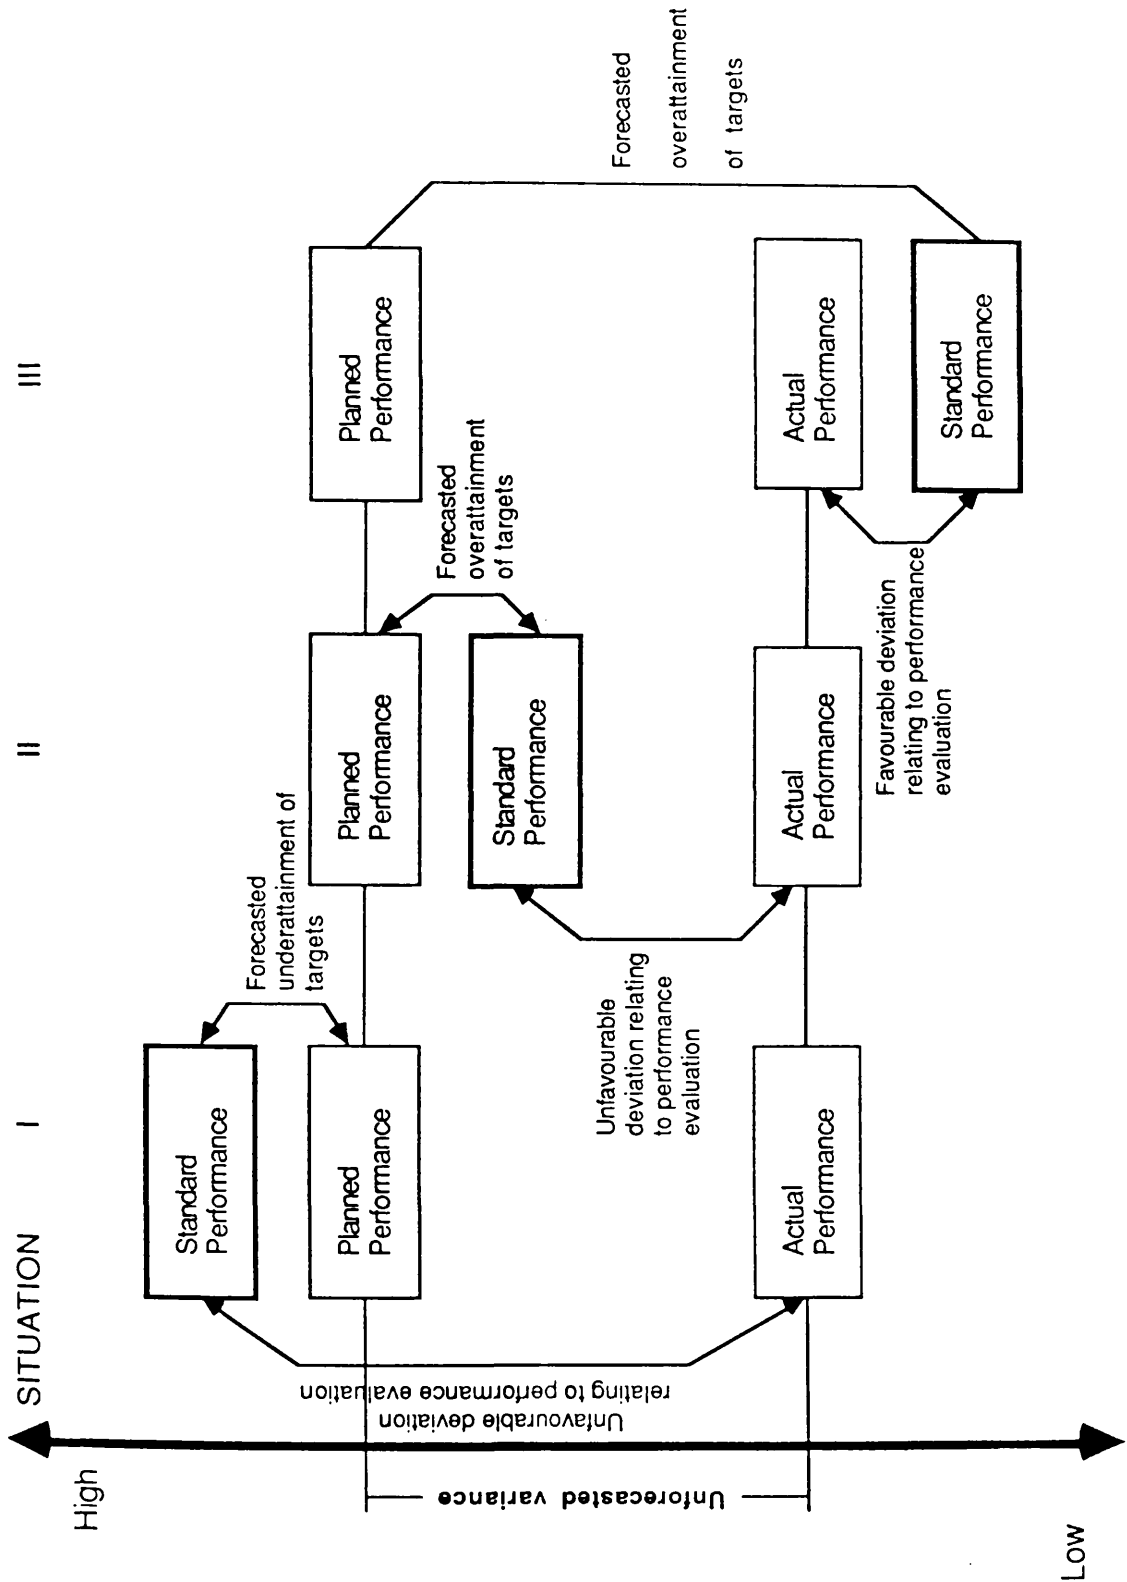 SITUATION
I
II
III
High
Low
Standard
Performance
Planned
Performance
Actual
Performance
Forecasted
underattainment of
targets
Unfavourable deviation
relating to performance evaluation
Unforecasted variance
Planned
Performance
Standard
Performance
Actual
Performance
Forecasted
overattainment
of targets
Unfavourable
deviation relating
to performance
evaluation
Planned
Performance
Actual
Performance
Standard
Performance
Favourable deviation
relating to performance
evaluation
Forecasted
overattainment
of targets